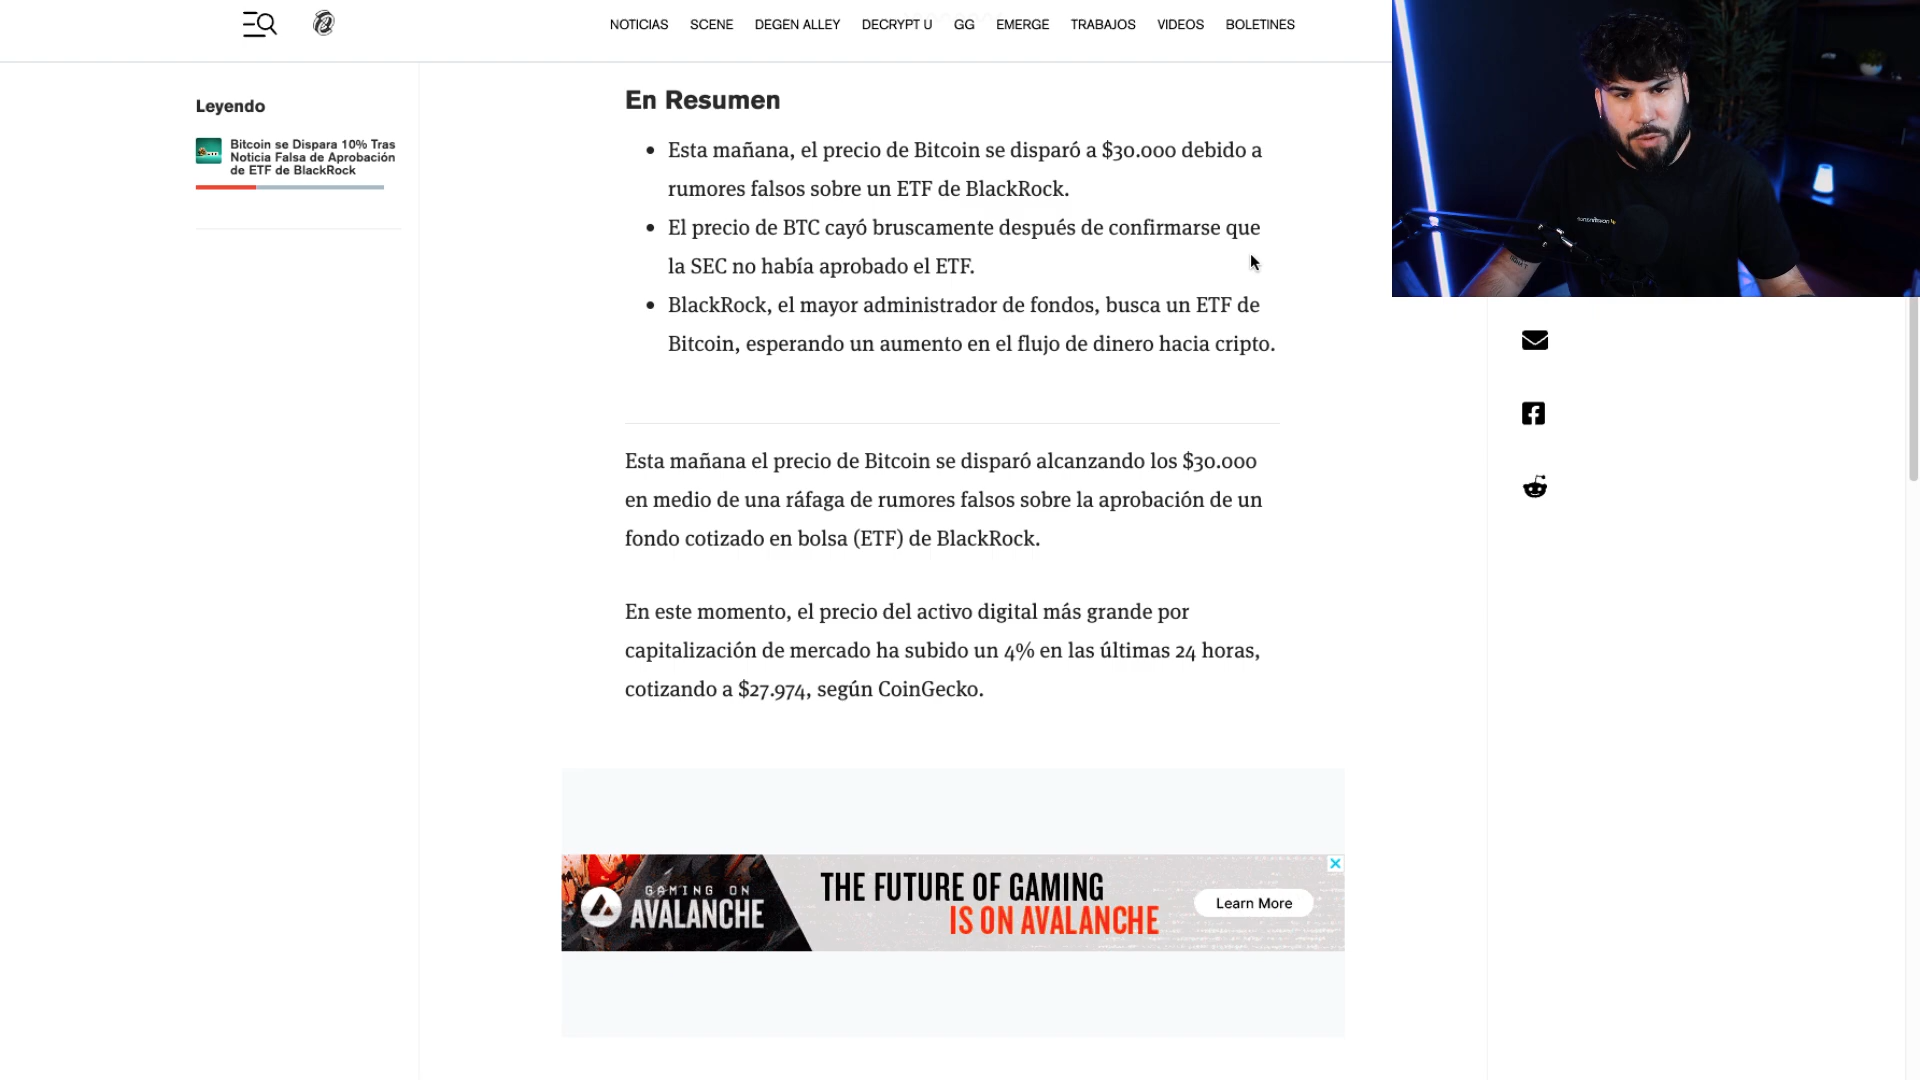 NOTICIAS SCENE DEGEN ALLEY DECRYPT U GG EMERGE TRABAJOS VIDEOS BOLETINES
Leyendo
Bitcoin se Dispara 10% Tras
Noticia Falsa de Aprobación
de ETF de BlackRock
En Resumen
Esta mañana, el precio de Bitcoin se disparó a $30.000 debido a
rumores falsos sobre un ETF de BlackRock.
El precio de BTC cayó bruscamente después de confirmarse que
la SEC no había aprobado el ETF.
BlackRock, el mayor administrador de fondos, busca un ETF de
Bitcoin, esperando un aumento en el flujo de dinero hacia cripto.
Esta mañana el precio de Bitcoin se disparó alcanzando los $30.000
en medio de una ráfaga de rumores falsos sobre la aprobación de un
fondo cotizado en bolsa (ETF) de BlackRock.
En este momento, el precio del activo digital más grande por
capitalización de mercado ha subido un 4% en las últimas 24 horas,
cotizando a $27.974, según CoinGecko.
GAMING ON
AVALANCHE
THE FUTURE OF GAMING
IS ON AVALANCHE
Learn More